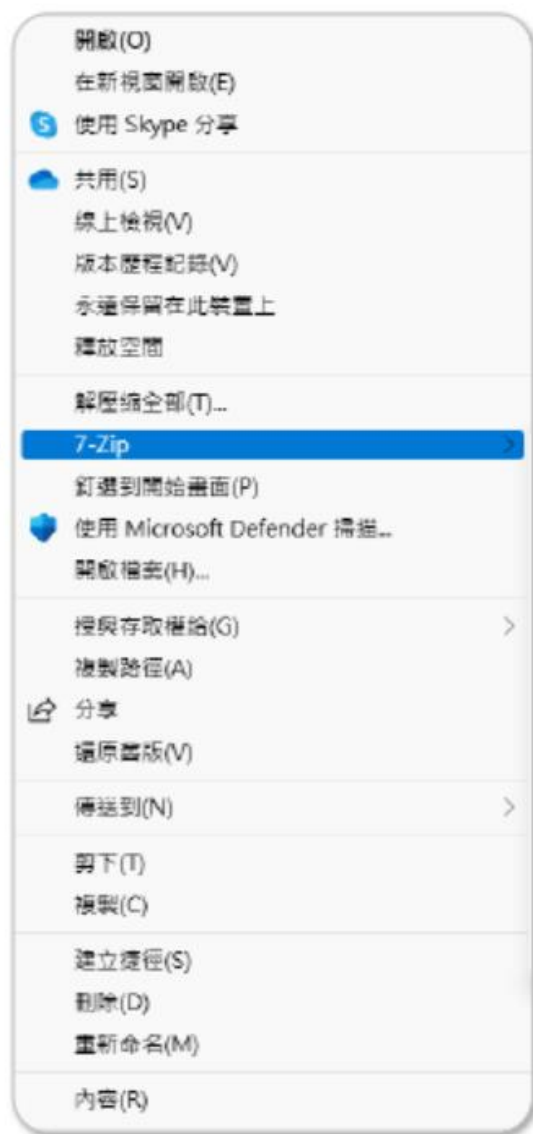 開啟(O)
在新視窗開啟(E)
使用 Skype 分享
共用(S)
線上檢視(V)
版本歷程記錄(V)
永遠保留在此裝置上
釋放空間
解壓縮全部(T)...
7-Zip
釘選到開始畫面(P)
使用 Microsoft Defender 掃描...
開啟檔案(H)...
授與存取權給(G)
複製路徑(A)
分享
還原舊版(V)
傳送到(N)
剪下(T)
複製(C)
建立捷徑(S)
刪除(D)
重新命名(M)
內容(R)